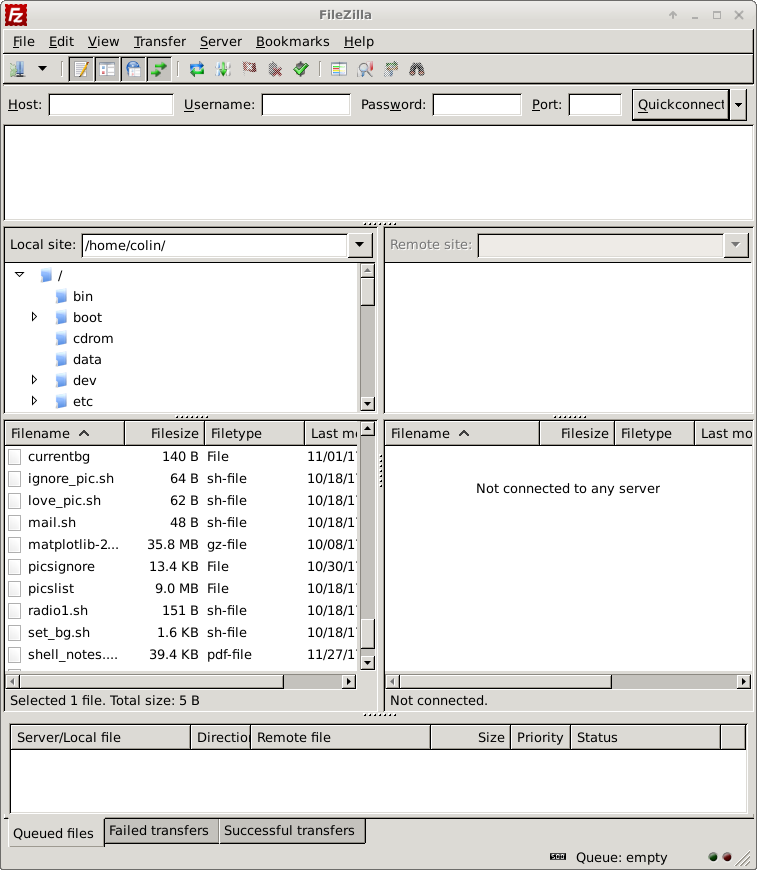 FileZilla
File Edit View Transfer Server Bookmarks Help
Host: Username: Password: Port: Quickconnect
Local site: /home/colin/
Remote site:
/
bin
boot
cdrom
data
dev
etc
Filename Filesize Filetype Last mo
currentbg 140 B File 11/01/1
ignore_pic.sh 64 B sh-file 10/18/1
love_pic.sh 62 B sh-file 10/18/1
mail.sh 48 B sh-file 10/18/1
matplotlib-2... 35.8 MB gz-file 10/08/1
picsignore 13.4 KB File 10/30/1
picslist 9.0 MB File 10/18/1
radio1.sh 151 B sh-file 10/18/1
set_bg.sh 1.6 KB sh-file 10/18/1
shell_notes.... 39.4 KB pdf-file 11/27/1
Selected 1 file. Total size: 5 B
Filename Filesize Filetype Last mo
Not connected to any server
Not connected.
Server/Local file Direction Remote file Size Priority Status
Queued files Failed transfers Successful transfers
Queue: empty